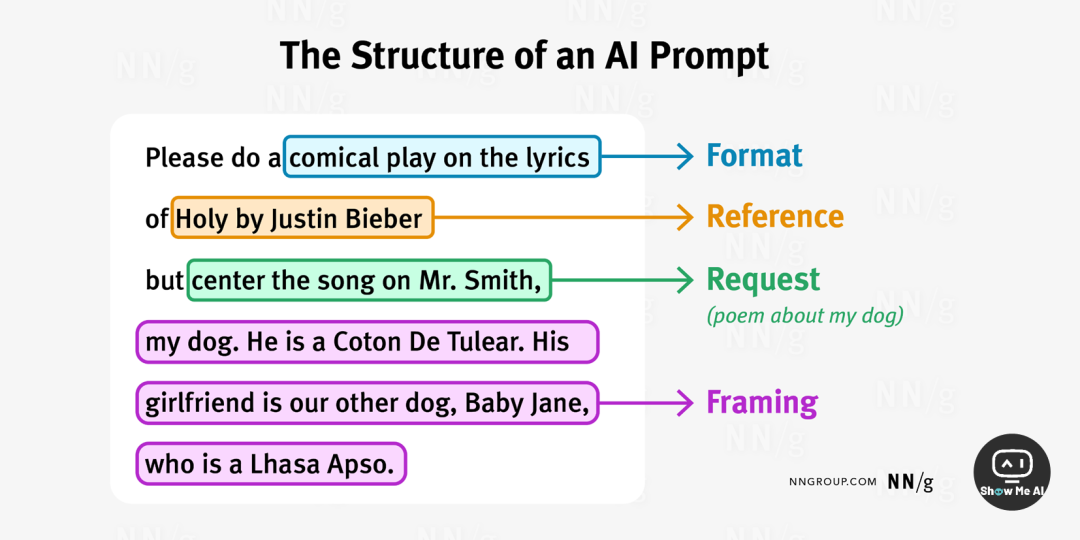 The Structure of an AI Prompt
Please do a comical play on the lyrics
Format
of Holy by Justin Bieber
Reference
but center the song on Mr. Smith,
Request
(poem about my dog)
my dog. He is a Coton De Tulear. His
girlfriend is our other dog, Baby Jane,
Framing
who is a Lhasa Apso.
NNGROUP.COM NN/g
AI
Show Me AI